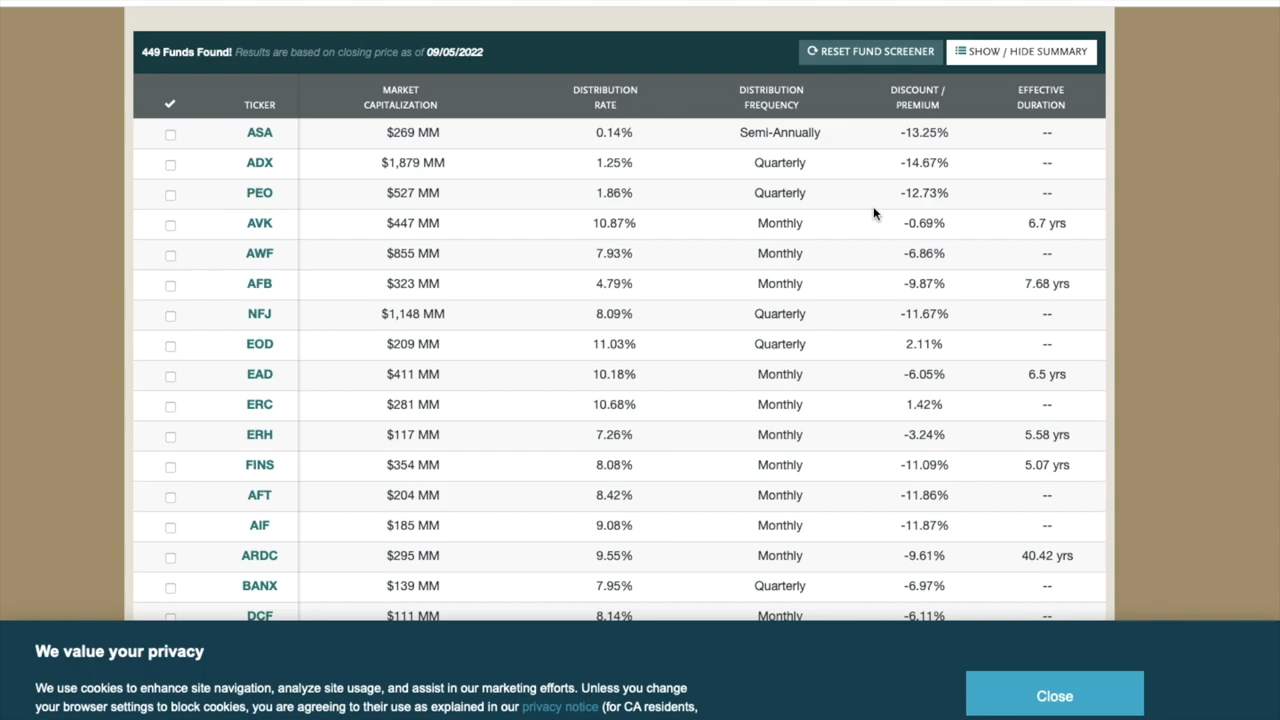 449 Funds Found! Results are based on closing price as of 09/05/2022
RESET FUND SCREENER
SHOW / HIDE SUMMARY
TICKER MARKET CAPITALIZATION DISTRIBUTION RATE DISTRIBUTION FREQUENCY DISCOUNT / PREMIUM EFFECTIVE DURATION
ASA $269 MM 0.14% Semi-Annually -13.25% --
ADX $1,879 MM 1.25% Quarterly -14.67% --
PEO $527 MM 1.86% Quarterly -12.73% --
AVK $447 MM 10.87% Monthly -0.69% 6.7 yrs
AWF $855 MM 7.93% Monthly -6.86% --
AFB $323 MM 4.79% Monthly -9.87% 7.68 yrs
NFJ $1,148 MM 8.09% Quarterly -11.67% --
EOD $209 MM 11.03% Quarterly 2.11% --
EAD $411 MM 10.18% Monthly -6.05% 6.5 yrs
ERC $281 MM 10.68% Monthly 1.42% --
ERH $117 MM 7.26% Monthly -3.24% 5.58 yrs
FINS $354 MM 8.08% Monthly -11.09% 5.07 yrs
AFT $204 MM 8.42% Monthly -11.86% --
AIF $185 MM 9.08% Monthly -11.87% --
ARDC $295 MM 9.55% Monthly -9.61% 40.42 yrs
BANX $139 MM 7.95% Quarterly -6.97% --
DCF $111 MM 8.14% Monthly -6.11% --
We value your privacy
We use cookies to enhance site navigation, analyze site usage, and assist in our marketing efforts. Unless you change
your browser settings to block cookies, you are agreeing to their use as explained in our privacy notice (for CA residents,
Close